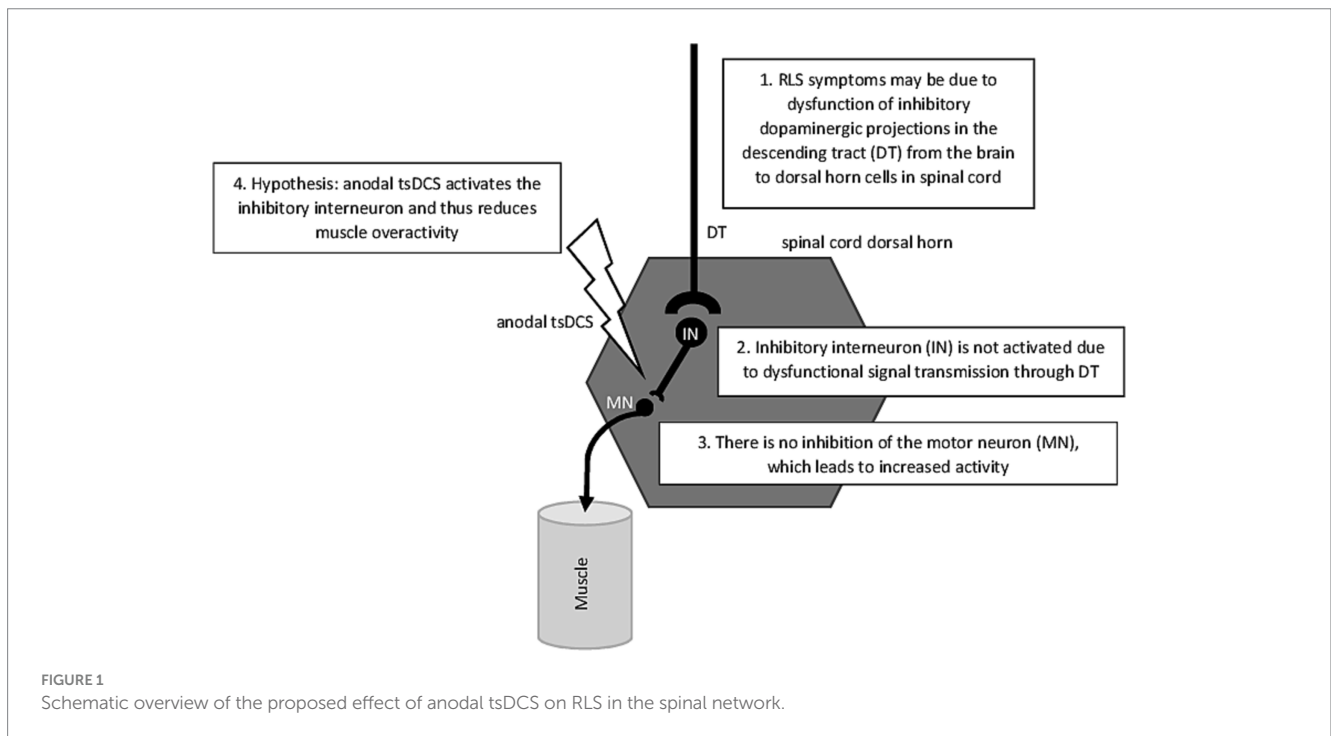 1. RLS symptoms may be due to
dysfunction of inhibitory
dopaminergic projections in the
descending tract (DT) from the brain
to dorsal horn cells in spinal cord
4. Hypothesis: anodal tsDCS activates the
inhibitory interneuron and thus reduces
muscle overactivity
DT
spinal cord dorsal horn
anodal tsDCS
IN
2. Inhibitory interneuron (IN) is not activated due
to dysfunctional signal transmission through DT
MN
3. There is no inhibition of the motor neuron (MN),
which leads to increased activity
Muscle
FIGURE 1
Schematic overview of the proposed effect of anodal tsDCS on RLS in the spinal network.